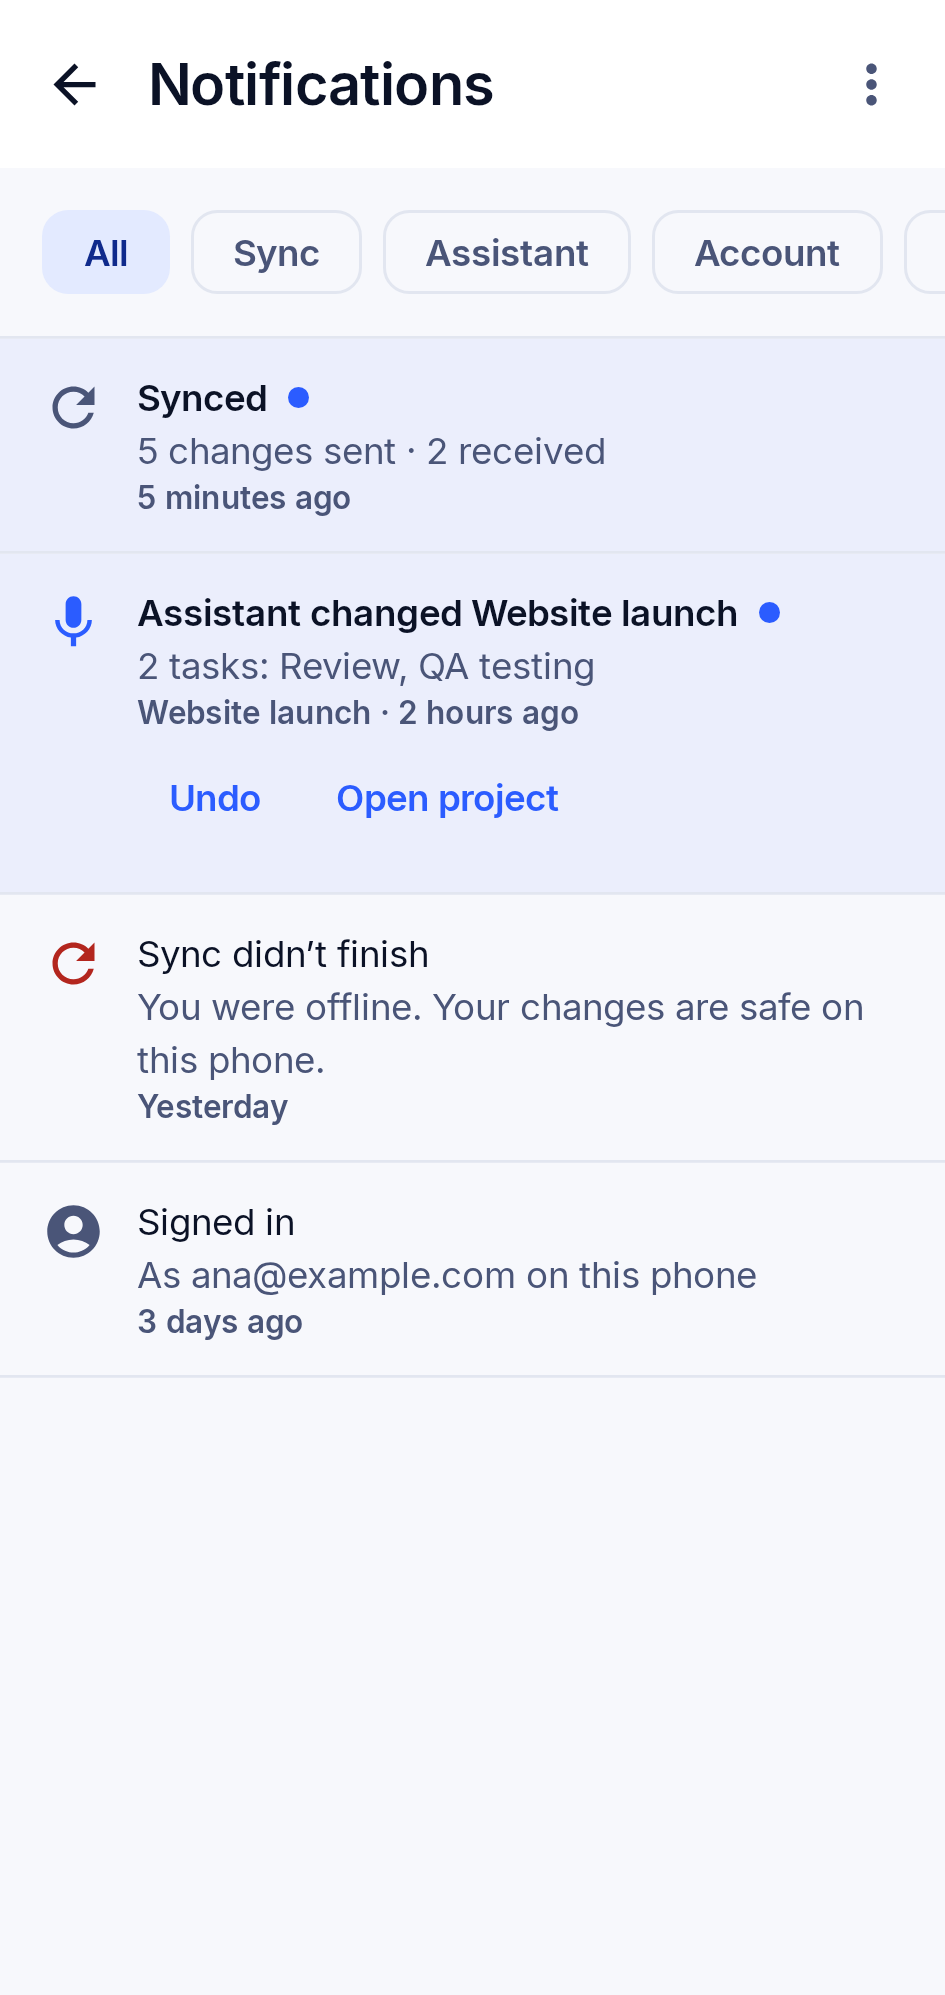 Notifications
All
Sync
Assistant
Account
Synced
5 changes sent · 2 received
5 minutes ago
Assistant changed Website launch
2 tasks: Review, QA testing
Website launch · 2 hours ago
Undo
Open project
Sync didn’t finish
You were offline. Your changes are safe on
this phone.
Yesterday
Signed in
As ana@example.com on this phone
3 days ago